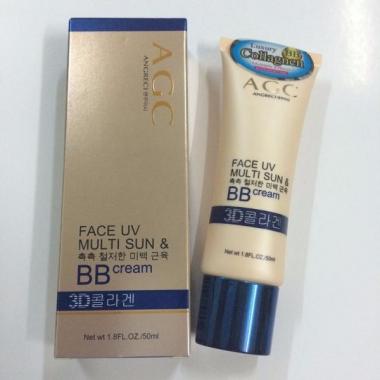 AGC
ANGRECI
FACE UV
MULTI SUN &
촉촉 철저한 미백 근육
BB cream
3D콜라겐
Net wt 1.8FL.OZ./50ml
Luxury
Collagen
AGC
ANGRECI
FACE UV
MULTI SUN &
촉촉 철저한 미백 근육
BB cream
3D콜라겐
Net wt 1.8FL.OZ./50ml